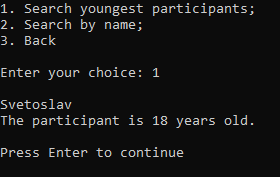 1. Search youngest participants;
2. Search by name;
3. Back
Enter your choice: 1
Svetoslav
The participant is 18 years old.
Press Enter to continue